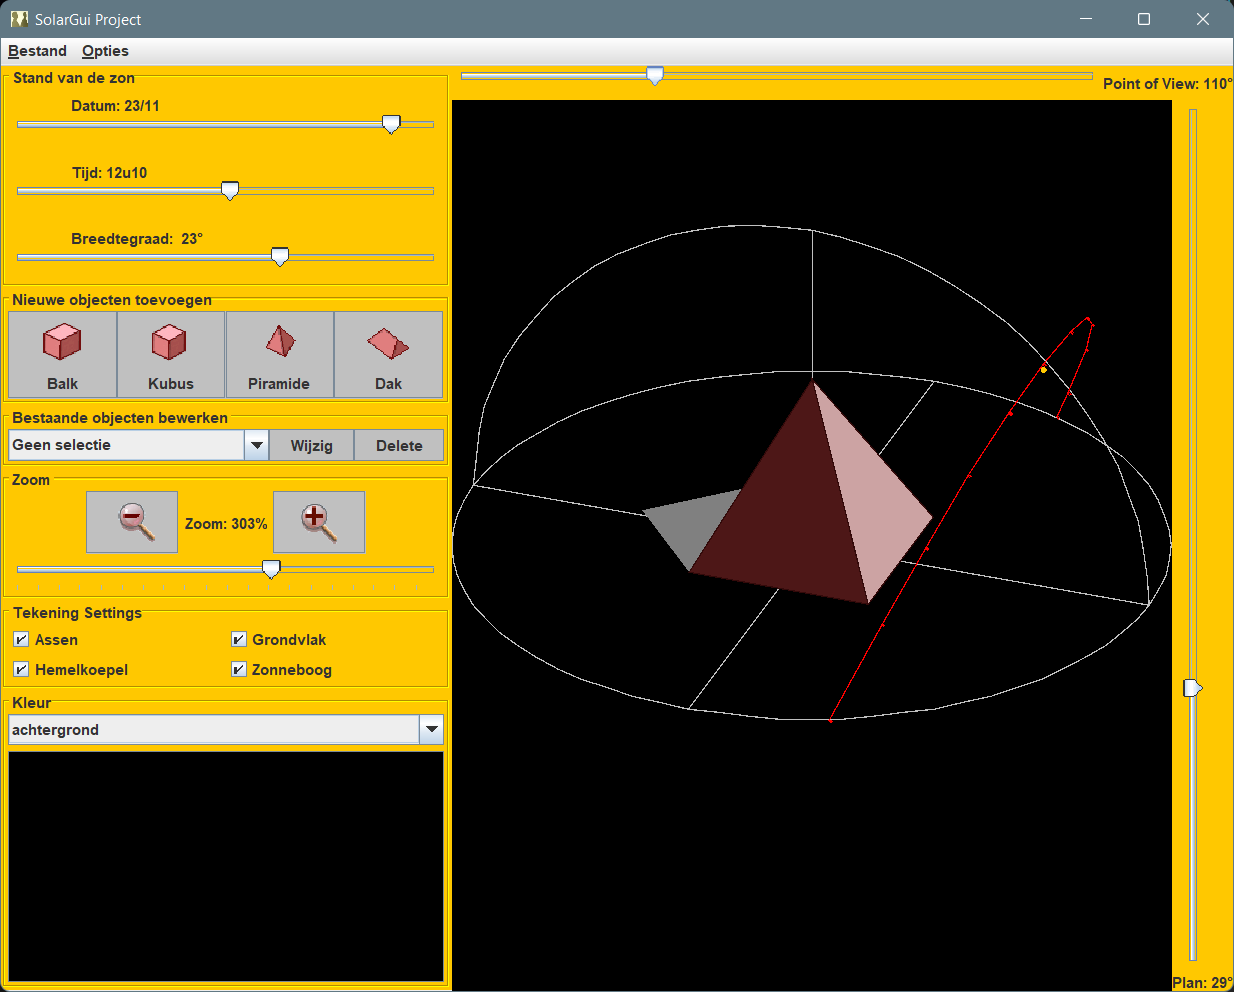 SolarGui Project
Bestand Opties
Stand van de zon
Datum: 23/11
Tijd: 12u10
Breedtegraad: 23°
Nieuwe objecten toevoegen
Balk Kubus Piramide Dak
Bestaande objecten bewerken
Geen selectie Wijzig Delete
Zoom
Zoom: 303%
Tekening Settings
Assen Grondvlak
Hemelkoepel Zonneboog
Kleur
achtergrond
Point of View: 110°
Plan: 29°